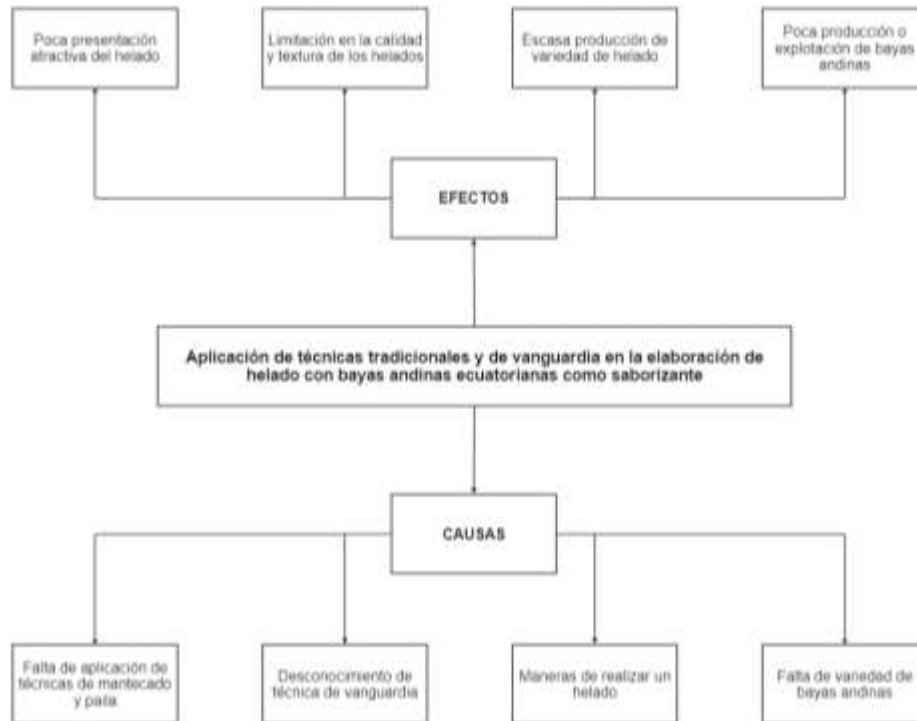 Poca presentación
atractiva del helado
Limitación en la calidad
y textura de los helados
Escasa producción de
variedad de helado
Poca producción o
explotación de bayas
andinas
EFECTOS
Aplicación de técnicas tradicionales y de vanguardia en la elaboración de
helado con bayas andinas ecuatorianas como saborizante
CAUSAS
Falta de aplicación de
técnicas de mantecado
y paila
Desconocimiento de
técnica de vanguardia
Maneras de realizar un
helado
Falta de variedad de
bayas andinas